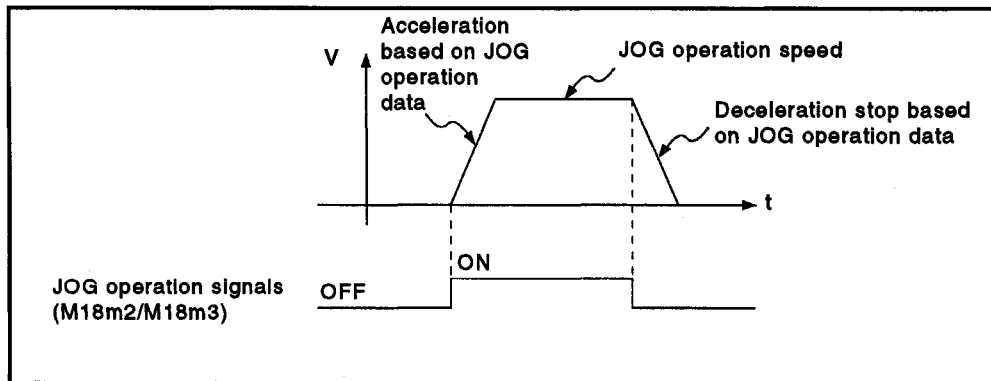 Acceleration
based on JOG
operation
data
V
JOG operation speed
Deceleration stop based
on JOG operation data
t
ON
OFF
JOG operation signals
(M18m2/M18m3)